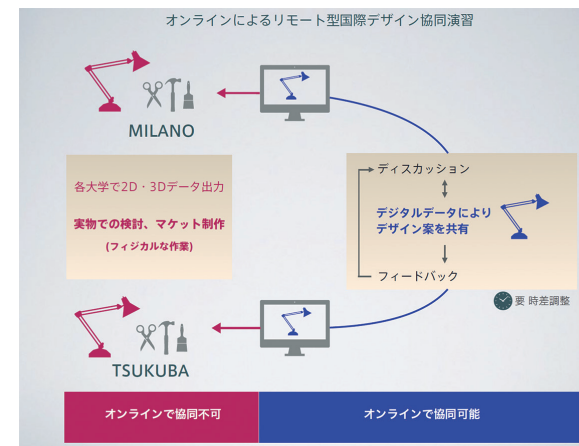 オンラインによるリモート型国際デザイン協同演習
MILANO
各大学で2D・3Dデータ出力
実物での検討、マケット制作
(フィジカルな作業)
ディスカッション
デジタルデータにより
デザイン案を共有
フィードバック
要 時差調整
TSUKUBA
オンラインで協同不可
オンラインで協同可能